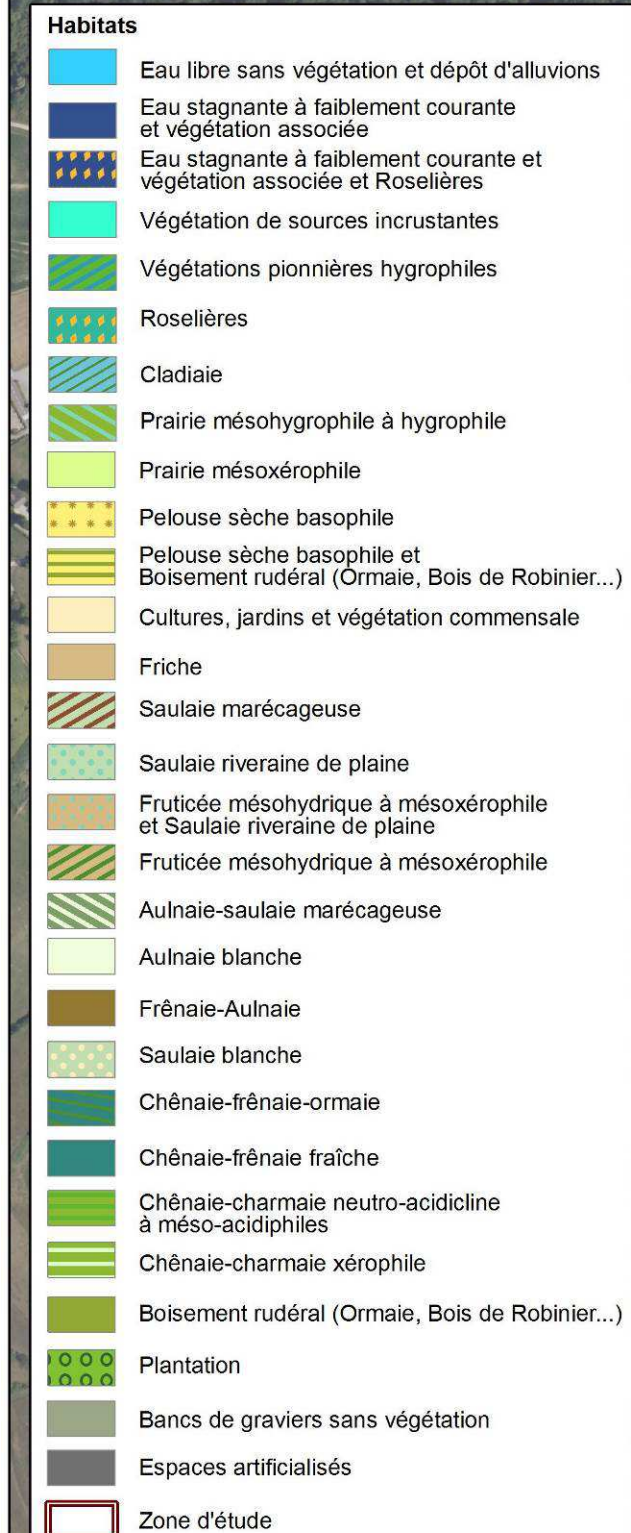 Habitats
Eau libre sans végétation et dépôt d'alluvions
Eau stagnante à faiblement courante
et végétation associée
Eau stagnante à faiblement courante et
végétation associée et Roselières
Végétation de sources incrustantes
Végétations pionnières hygrophiles
Roselières
Cladiaie
Prairie mésohygrophile à hygrophile
Prairie mésoxérophile
Pelouse sèche basophile
Pelouse sèche basophile et
Boisement rudéral (Ormaie, Bois de Robinier...)
Cultures, jardins et végétation commensale
Friche
Saulaie marécageuse
Saulaie riveraine de plaine
Fruticée mésohydrique à mésoxérophile
et Saulaie riveraine de plaine
Fruticée mésohydrique à mésoxérophile
Aulnaie-saulaie marécageuse
Aulnaie blanche
Frênaie-Aulnaie
Saulaie blanche
Chênaie-frênaie-ormaie
Chênaie-frênaie fraîche
Chênaie-charmaie neutro-acidicline
à méso-acidiphiles
Chênaie-charmaie xérophile
Boisement rudéral (Ormaie, Bois de Robinier...)
Plantation
Bancs de graviers sans végétation
Espaces artificialisés
Zone d'étude